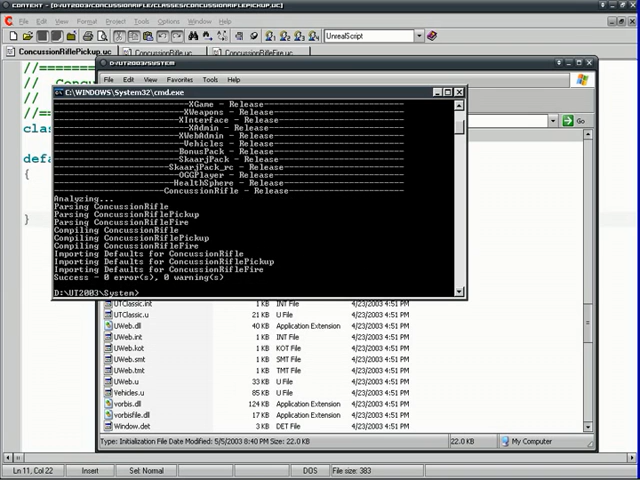 CONTEXT - [D:\UT2003\CONCUSSIONRIFLE\CLASSES\CONCUSSIONRIFLEPICKUP.UC]
File Edit View Format Project Tools Options Window Help
UnrealScript
ConcussionRiflePickup.uc ConcussionRifle.uc ConcussionRifleFire.uc
D:\UT2003\SYSTEM
File Edit View Favorites Tools Help
Go
C:\WINDOWS\System32\cmd.exe
XGame - Release
XWeapons - Release
XInterface - Release
XAdmin - Release
XWebAdmin - Release
Vehicles - Release
BonusPack - Release
SkaarjPack - Release
SkaarjPack_rc - Release
OGGPlayer - Release
HealthSphere - Release
ConcussionRifle - Release
Analyzing...
Parsing ConcussionRifle
Parsing ConcussionRiflePickup
Parsing ConcussionRifleFire
Compiling ConcussionRifle
Compiling ConcussionRiflePickup
Compiling ConcussionRifleFire
Importing Defaults for ConcussionRifle
Importing Defaults for ConcussionRiflePickup
Importing Defaults for ConcussionRifleFire
Success - 0 error(s), 0 warning(s)
D:\UT2003\System>
//====
// Concu
//
//====
clas
defa
{
}
UTClassic.int 1 KB INT File 4/23/2003 4:51 PM
UTClassic.u 21 KB U File 4/23/2003 4:51 PM
UWeb.dll 40 KB Application Extension 4/23/2003 4:51 PM
UWeb.int 1 KB INT File 4/23/2003 4:51 PM
UWeb.kot 1 KB KOT File 4/23/2003 4:51 PM
UWeb.smt 1 KB SMT File 4/23/2003 4:51 PM
UWeb.tmt 1 KB TMT File 4/23/2003 4:51 PM
UWeb.u 33 KB U File 4/23/2003 4:51 PM
Vehicles.u 85 KB U File 4/23/2003 4:51 PM
vorbis.dll 124 KB Application Extension 4/23/2003 4:51 PM
vorbisfile.dll 17 KB Application Extension 4/23/2003 4:51 PM
Window.det 3 KB DET File 4/23/2003 4:51 PM
Type: Initialization File Date Modified: 5/5/2003 8:40 PM Size: 22.0 KB 22.0 KB My Computer
Ln 11, Col 22 Insert Sel: Normal DOS File size: 383